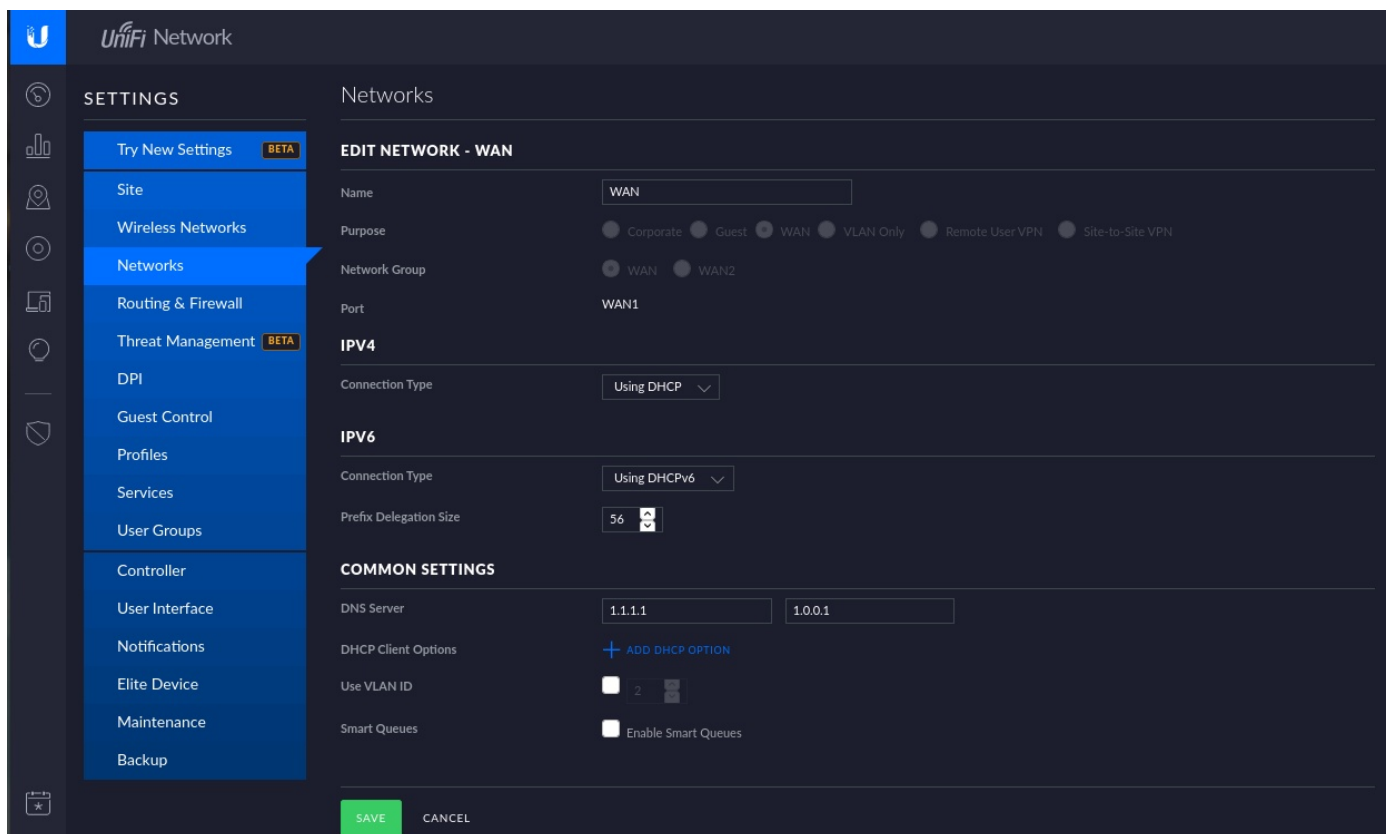 UniFi Network
SETTINGS
Try New Settings BETA
Site
Wireless Networks
Networks
Routing & Firewall
Threat Management BETA
DPI
Guest Control
Profiles
Services
User Groups
Controller
User Interface
Notifications
Elite Device
Maintenance
Backup
Networks
EDIT NETWORK - WAN
Name WAN
Purpose Corporate Guest WAN VLAN Only Remote User VPN Site-to-Site VPN
Network Group WAN WAN2
Port WAN1
IPV4
Connection Type Using DHCP
IPV6
Connection Type Using DHCPv6
Prefix Delegation Size 56
COMMON SETTINGS
DNS Server 1.1.1.1 1.0.0.1
DHCP Client Options ADD DHCP OPTION
Use VLAN ID 2
Smart Queues Enable Smart Queues
SAVE CANCEL